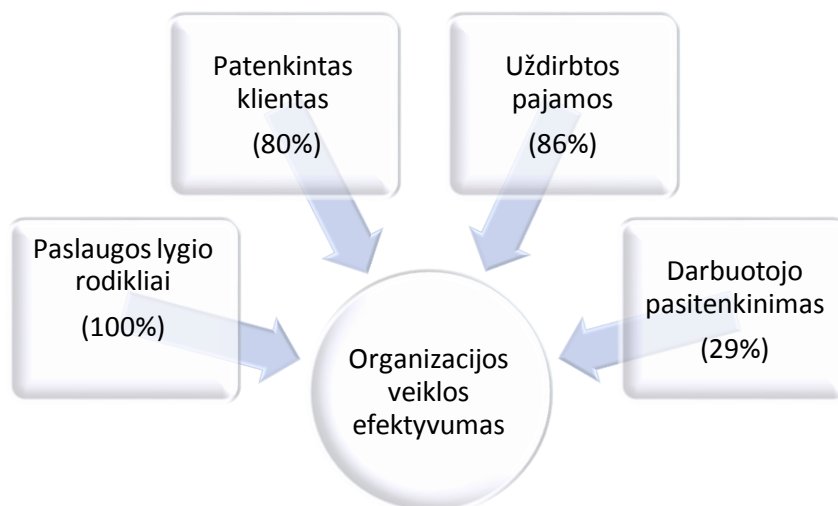 Patenkintas
klientas
(80%)
Uždirbtos
pajamos
(86%)
Paslaugos lygio
rodikliai
(100%)
Darbuotojo
pasitenkinimas
(29%)
Organizacijos
veiklos
efektyvumas